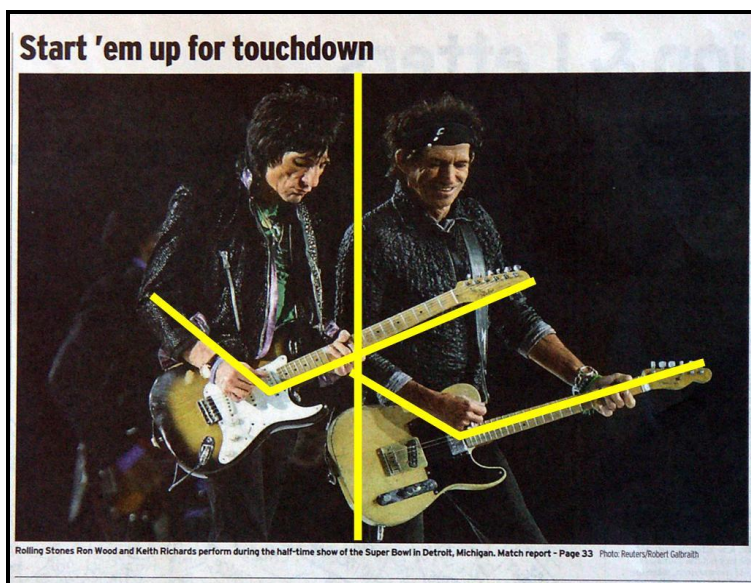 Start 'em up for touchdown
Rolling Stones Ron Wood and Keith Richards perform during the half-time show of the Super Bowl in Detroit, Michigan. Match report - Page 33 Photo: Reuters/Robert Galbraith